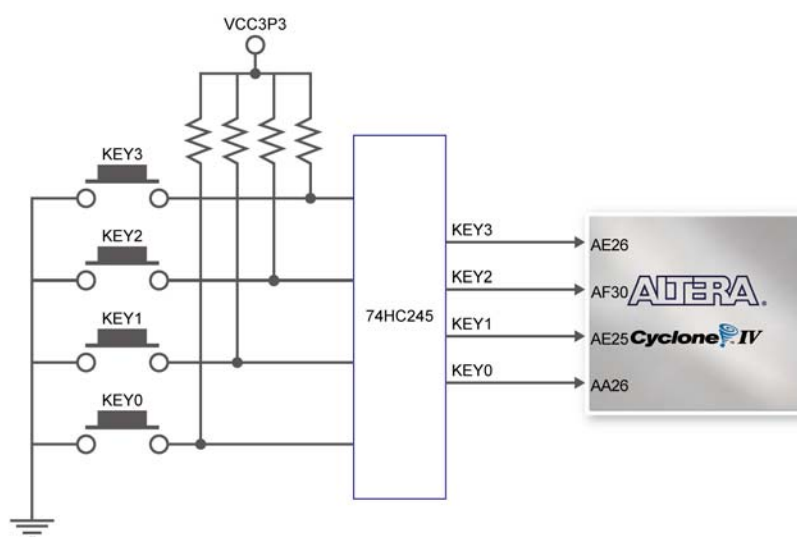 VCC3P3
KEY3
KEY2
KEY1
KEY0
74HC245
KEY3
KEY2
KEY1
KEY0
AE26
AF30
AE25
AA26
ALTERA®
Cyclone IV